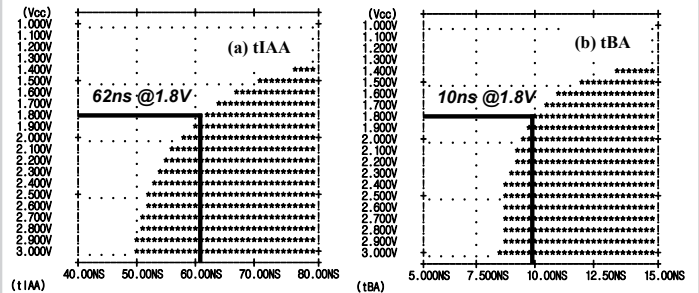 (Vcc)
1.000V
1.100V
1.200V
1.300V
1.400V
1.500V
1.600V
1.700V
1.800V
1.900V
2.000V
2.100V
2.200V
2.300V
2.400V
2.500V
2.600V
2.700V
2.800V
2.900V
3.000V
(a) tIAA
62ns @1.8V
40.00NS 50.00NS 60.00NS 70.00NS 80.00NS
(tIAA)
(Vcc)
1.000V
1.100V
1.200V
1.300V
1.400V
1.500V
1.600V
1.700V
1.800V
1.900V
2.000V
2.100V
2.200V
2.300V
2.400V
2.500V
2.600V
2.700V
2.800V
2.900V
3.000V
(b) tBA
10ns @1.8V
5.000NS 7.500NS 10.00NS 12.50NS 15.00NS
(tBA)